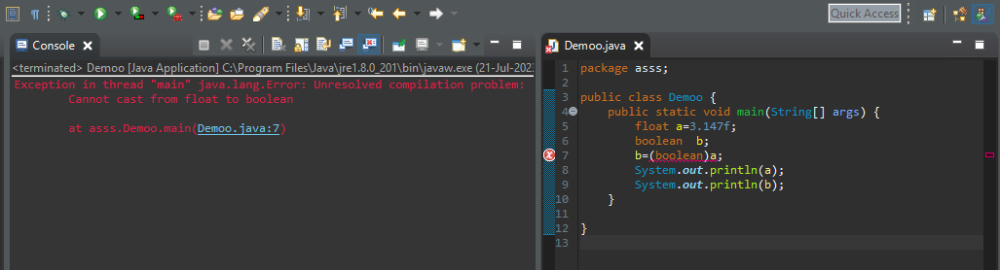 Quick Access
Console
<terminated> Demoo [Java Application] C:\Program Files\Java\jre1.8.0_201\bin\javaw.exe (21-Jul-202
Exception in thread "main" java.lang.Error: Unresolved compilation problem:
Cannot cast from float to boolean
at asss.Demoo.main(Demoo.java:7)
Demoo.java
1 package asss;
2
3 public class Demoo {
4 public static void main(String[] args) {
5 float a=3.147f;
6 boolean  b;
7 b=(boolean)a;
8 System.out.println(a);
9 System.out.println(b);
10 }
11
12 }
13